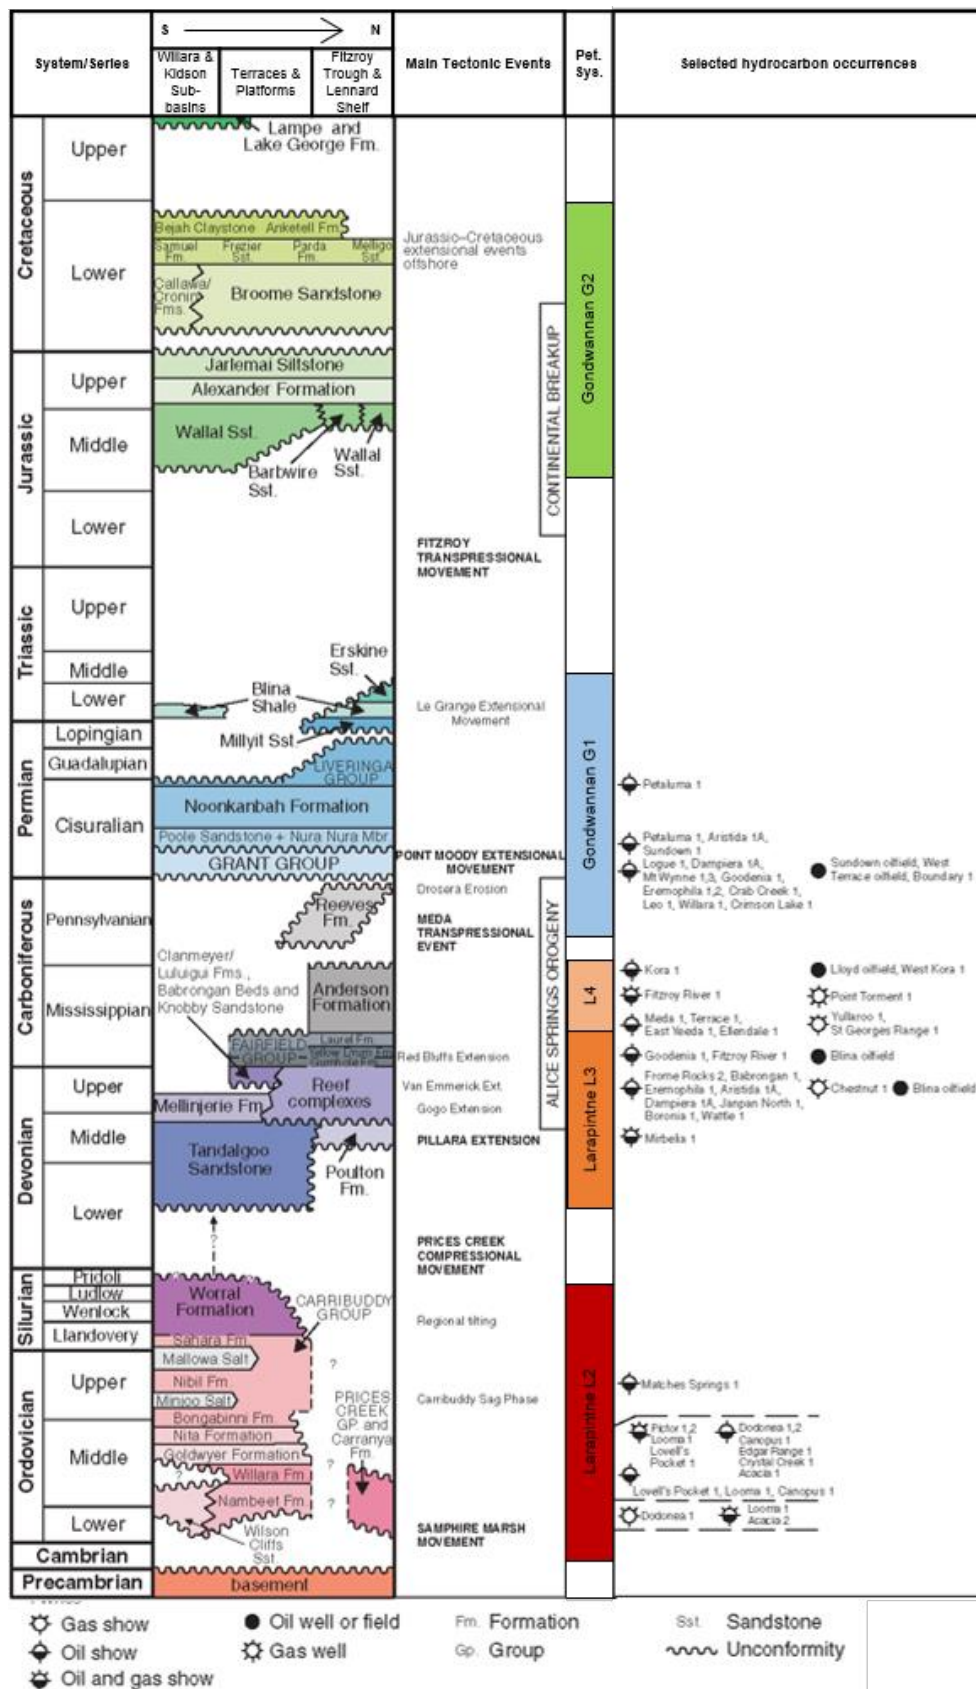 System/Series
S N
Willara &
Kidson
Sub-
basins
Terraces &
Platforms
Fitzroy
Trough &
Lennard
Shelf
Main Tectonic Events
Pet.
Sys.
Selected hydrocarbon occurrences
Cretaceous
Upper
Lower
Jurassic
Upper
Middle
Lower
Triassic
Upper
Middle
Lower
Permian
Lopingian
Guadalupian
Cisuralian
Carboniferous
Pennsylvanian
Mississippian
Devonian
Upper
Middle
Lower
Silurian
Pridoli
Ludlow
Wenlock
Llandovery
Ordovician
Upper
Middle
Lower
Cambrian
Precambrian
Lampe and
Lake George Fm.
Bejah Claystone Anketell Fm.
Samuel
Fm.
Frezier
Sst.
Parda
Fm.
Melligo
Sst.
Callawa/
Cronin
Fms.
Broome Sandstone
Jarlemai Siltstone
Alexander Formation
Wallal Sst.
Barbwire
Sst.
Wallal
Sst.
Erskine
Sst.
Blina
Shale
Millyit Sst.
LIVERINGA
GROUP
Noonkanbah Formation
Poole Sandstone + Nura Nura Mbr.
GRANT GROUP
Reeves
Fm.
Clanmeyer/
Luluigui Fms.,
Babrongan Beds and
Knobby Sandstone
Anderson
Formation
FAIRFIELD
GROUP
Laurel Fm.
Yellow Drum Fm.
Gumhole Fm.
Reef
complexes
Mellinjerie Fm.
Tandalgoo
Sandstone
Poulton
Fm.
?
Worral
Formation
CARRIBUDDY
GROUP
Sahara Fm.
Mallowa Salt
Nibil Fm.
Minjoo Salt
Bongabinni Fm.
Nita Formation
Goldwyer Formation
?
Willara Fm.
Nambeet Fm.
Wilson
Cliffs
Sst.
?
PRICES
CREEK
GP and
Carranya
Fm.
?
?
basement
Jurassio–Cretaceous
extensional events
offshore
CONTINENTAL BREAKUP
FITZROY
TRANSPRESSIONAL
MOVEMENT
Le Grange Extensional
Movement
POINT MOODY EXTENSIONAL
MOVEMENT
Drosera Erosion
MEDA
TRANSPRESSIONAL
EVENT
ALICE SPRINGS OROGENY
Red Bluffs Extension
Van Emmerick Ext.
Gogo Extension
PILLARA EXTENSION
PRICES CREEK
COMPRESSIONAL
MOVEMENT
Regional tilting
Carribuddy Sag Phase
SAMPHIRE MARSH
MOVEMENT
Gondwannan G2
Gondwannan G1
L4
Larapintne L3
Larapintne L2
Petaluma 1
Petaluma 1, Aristida 1A,
Sundown 1
Logue 1, Dampiera 1A,
Mt Wynne 1,3, Goodenia 1,
Eremophila 1,2, Crab Creek 1,
Leo 1, Willara 1, Crimson Lake 1
Sundown oilfield, West
Terrace oilfield, Boundary 1
Kora 1
Lloyd oilfield, West Kora 1
Fitzroy River 1
Point Torment 1
Meda 1, Terrace 1,
East Yeeda 1, Ellendale 1
Yullaroo 1,
St Georges Range 1
Goodenia 1, Fitzroy River 1
Blina oilfield
Frome Rocks 2, Babrongan 1,
Eremophila 1, Aristida 1A,
Dampiera 1A, Janpan North 1,
Boronia 1, Wattle 1
Chestnut 1
Blina oilfield
Mirbelia 1
Matches Springs 1
Pictor 1,2
Looma 1
Lovell's
Pocket 1
Dodonea 1,2
Canopus 1
Edgar Range 1
Crystal Creek 1
Acacia 1
Lovell's Pocket 1, Looma 1, Canopus 1
Dodonea 1
Looma 1
Acacia 2
Gas show
Oil show
Oil and gas show
Oil well or field
Gas well
Fm. Formation
Gp. Group
Sst. Sandstone
Unconformity